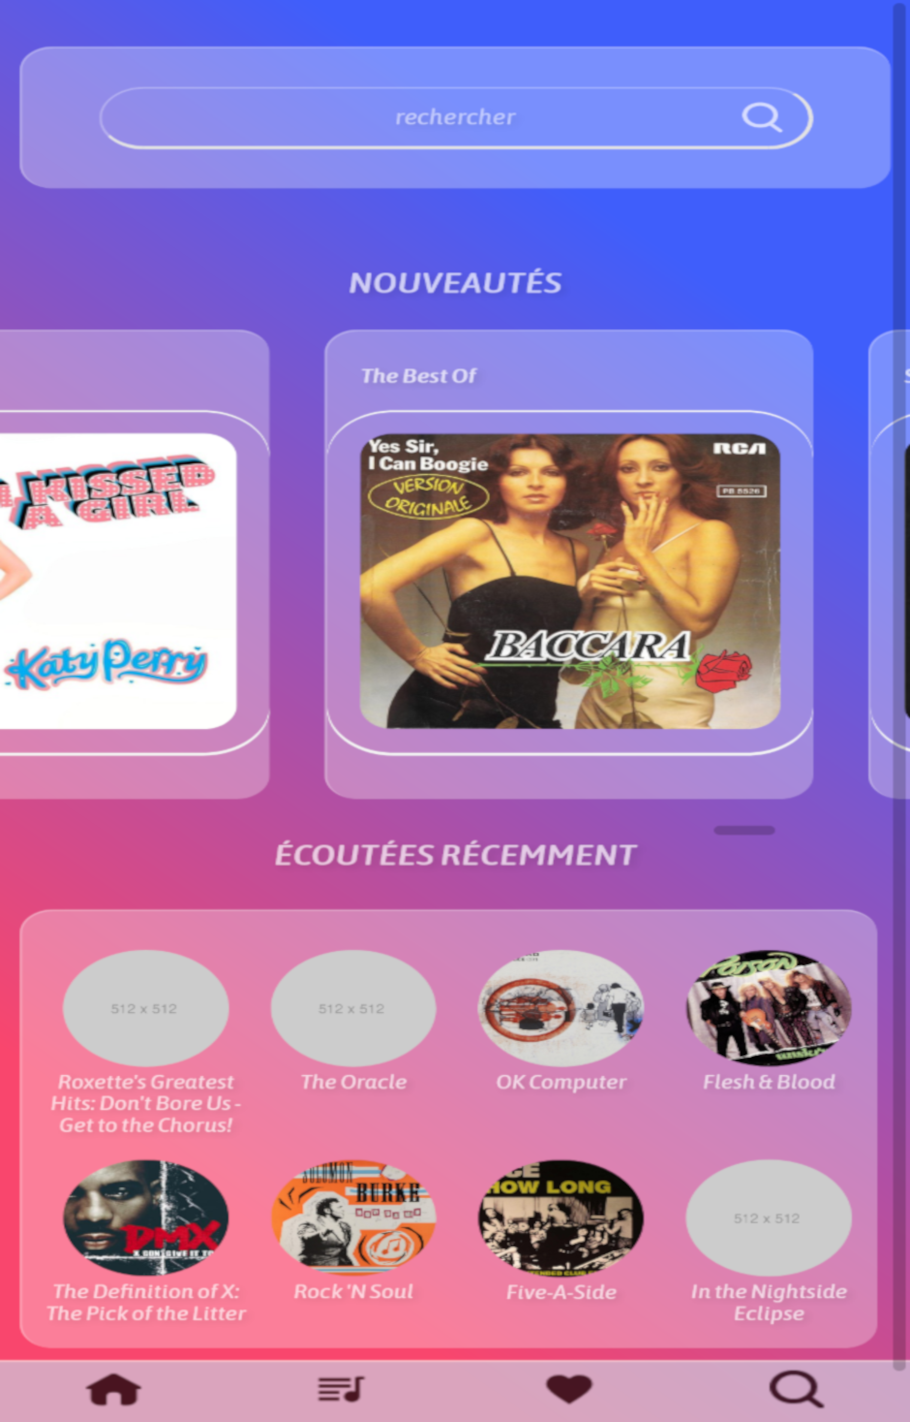 rechercher
NOUVEAUTÉS
The Best Of
KISSED
A GIRL
Katy Perry
Yes Sir,
I Can Boogie
VERSION
ORIGINALE
RCA
PB 5526
BACCARA
ÉCOUTÉES RÉCEMMENT
512 x 512
512 x 512
Poison
Roxette's Greatest
Hits: Don't Bore Us -
Get to the Chorus!
The Oracle
OK Computer
Flesh & Blood
DMX
SOLOMON
BURKE
HOW LONG
512 x 512
The Definition of X:
The Pick of the Litter
Rock 'N Soul
Five-A-Side
In the Nightside
Eclipse